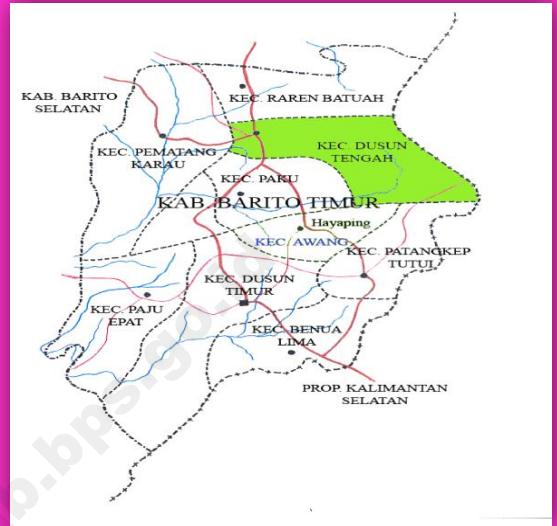 KAB. BARITO
SELATAN
KEC. RAREN BATUAH
KEC. PEMATANG
KARAU
KEC. DUSUN
TENGAH
KEC. PAKU
KAB. BARITO TIMUR
Hayaping
KEC. AWANG
KEC. PATANGKEP
TUTUI
KEC. DUSUN
TIMUR
KEC. PAJU
EPAT
KEC. BENUA
LIMA
PROP. KALIMANTAN
SELATAN